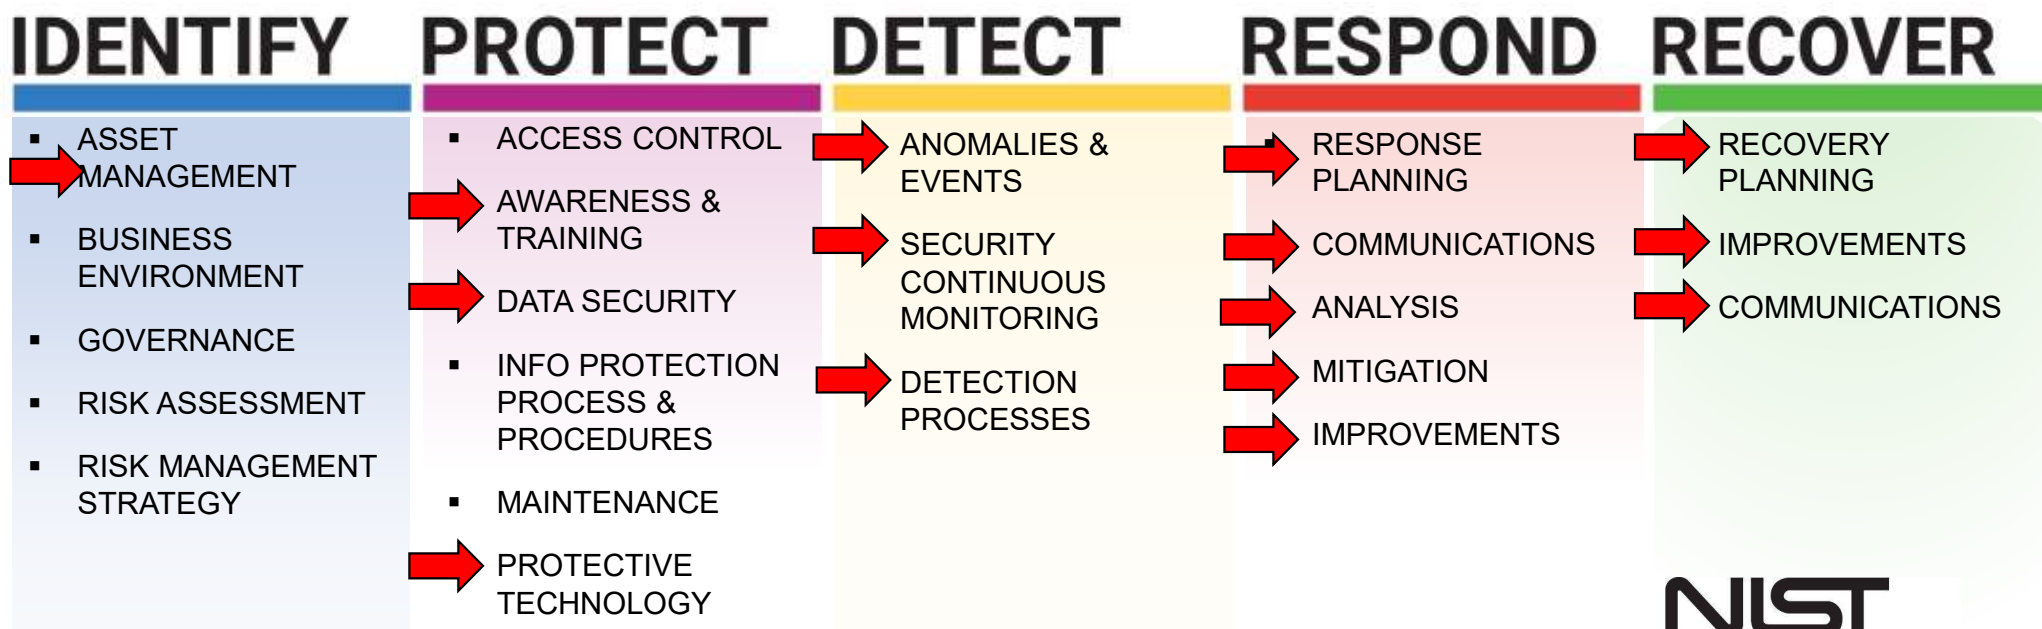 IDENTIFY
ASSET
MANAGEMENT
BUSINESS
ENVIRONMENT
GOVERNANCE
RISK ASSESSMENT
RISK MANAGEMENT
STRATEGY
PROTECT
ACCESS CONTROL
AWARENESS &
TRAINING
DATA SECURITY
INFO PROTECTION
PROCESS &
PROCEDURES
MAINTENANCE
PROTECTIVE
TECHNOLOGY
DETECT
ANOMALIES &
EVENTS
SECURITY
CONTINUOUS
MONITORING
DETECTION
PROCESSES
RESPOND
RESPONSE
PLANNING
COMMUNICATIONS
ANALYSIS
MITIGATION
IMPROVEMENTS
RECOVER
RECOVERY
PLANNING
IMPROVEMENTS
COMMUNICATIONS
NIST